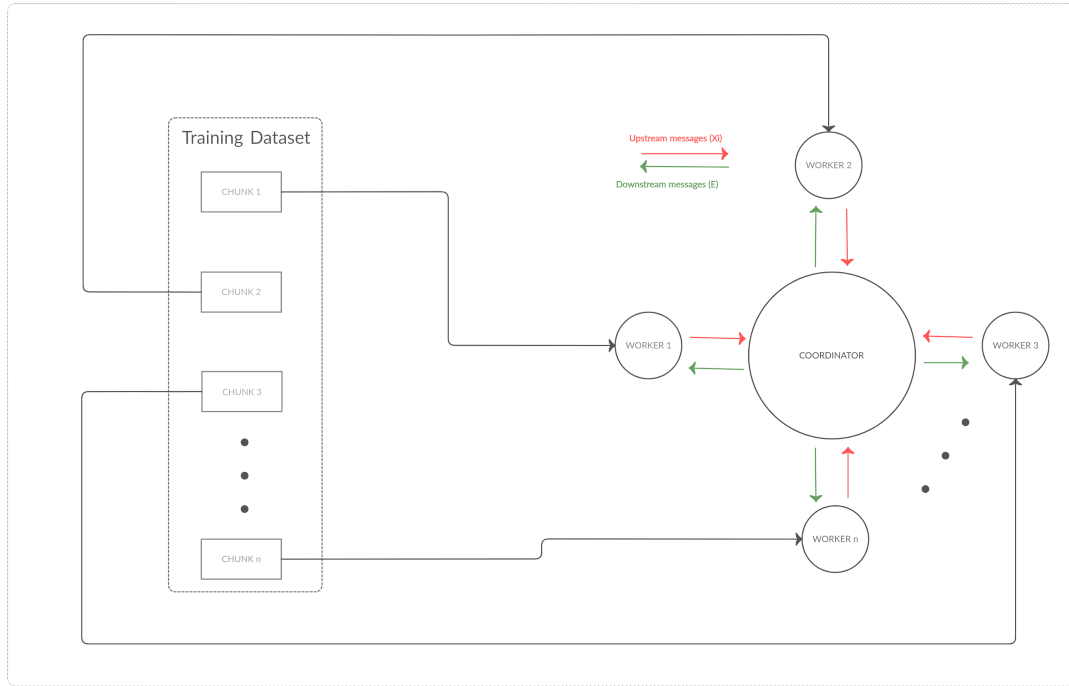 Training Dataset
CHUNK 1
CHUNK 2
CHUNK 3
CHUNK n
Upstream messages (Xi)
Downstream messages (E)
WORKER 2
WORKER 1
COORDINATOR
WORKER 3
WORKER n